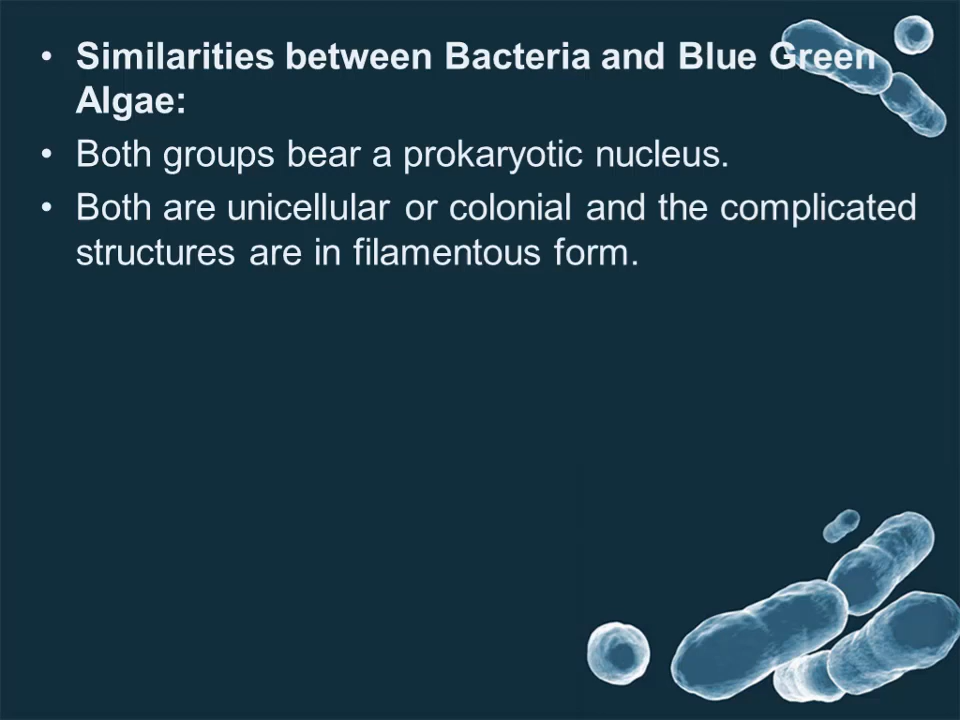 • Similarities between Bacteria and Blue Green
Algae:
• Both groups bear a prokaryotic nucleus.
• Both are unicellular or colonial and the complicated
structures are in filamentous form.